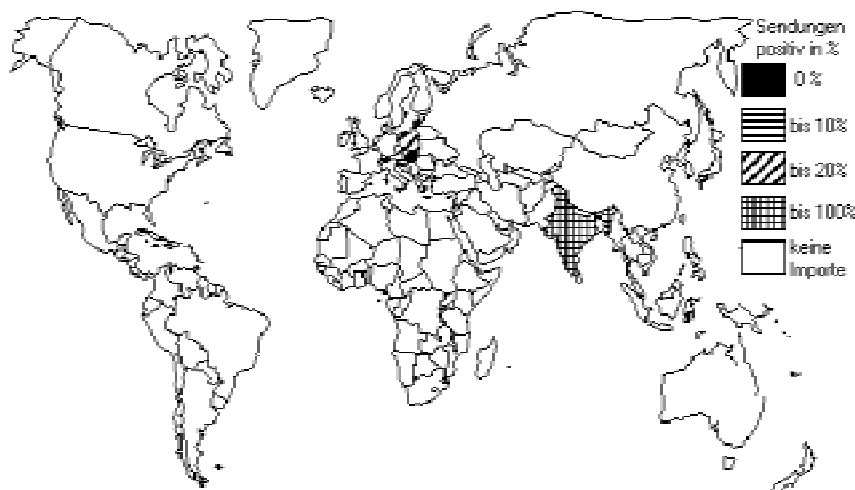 Sendungen
positiv in %
0 %
bis 10%
bis 20%
bis 100%
keine
Importe